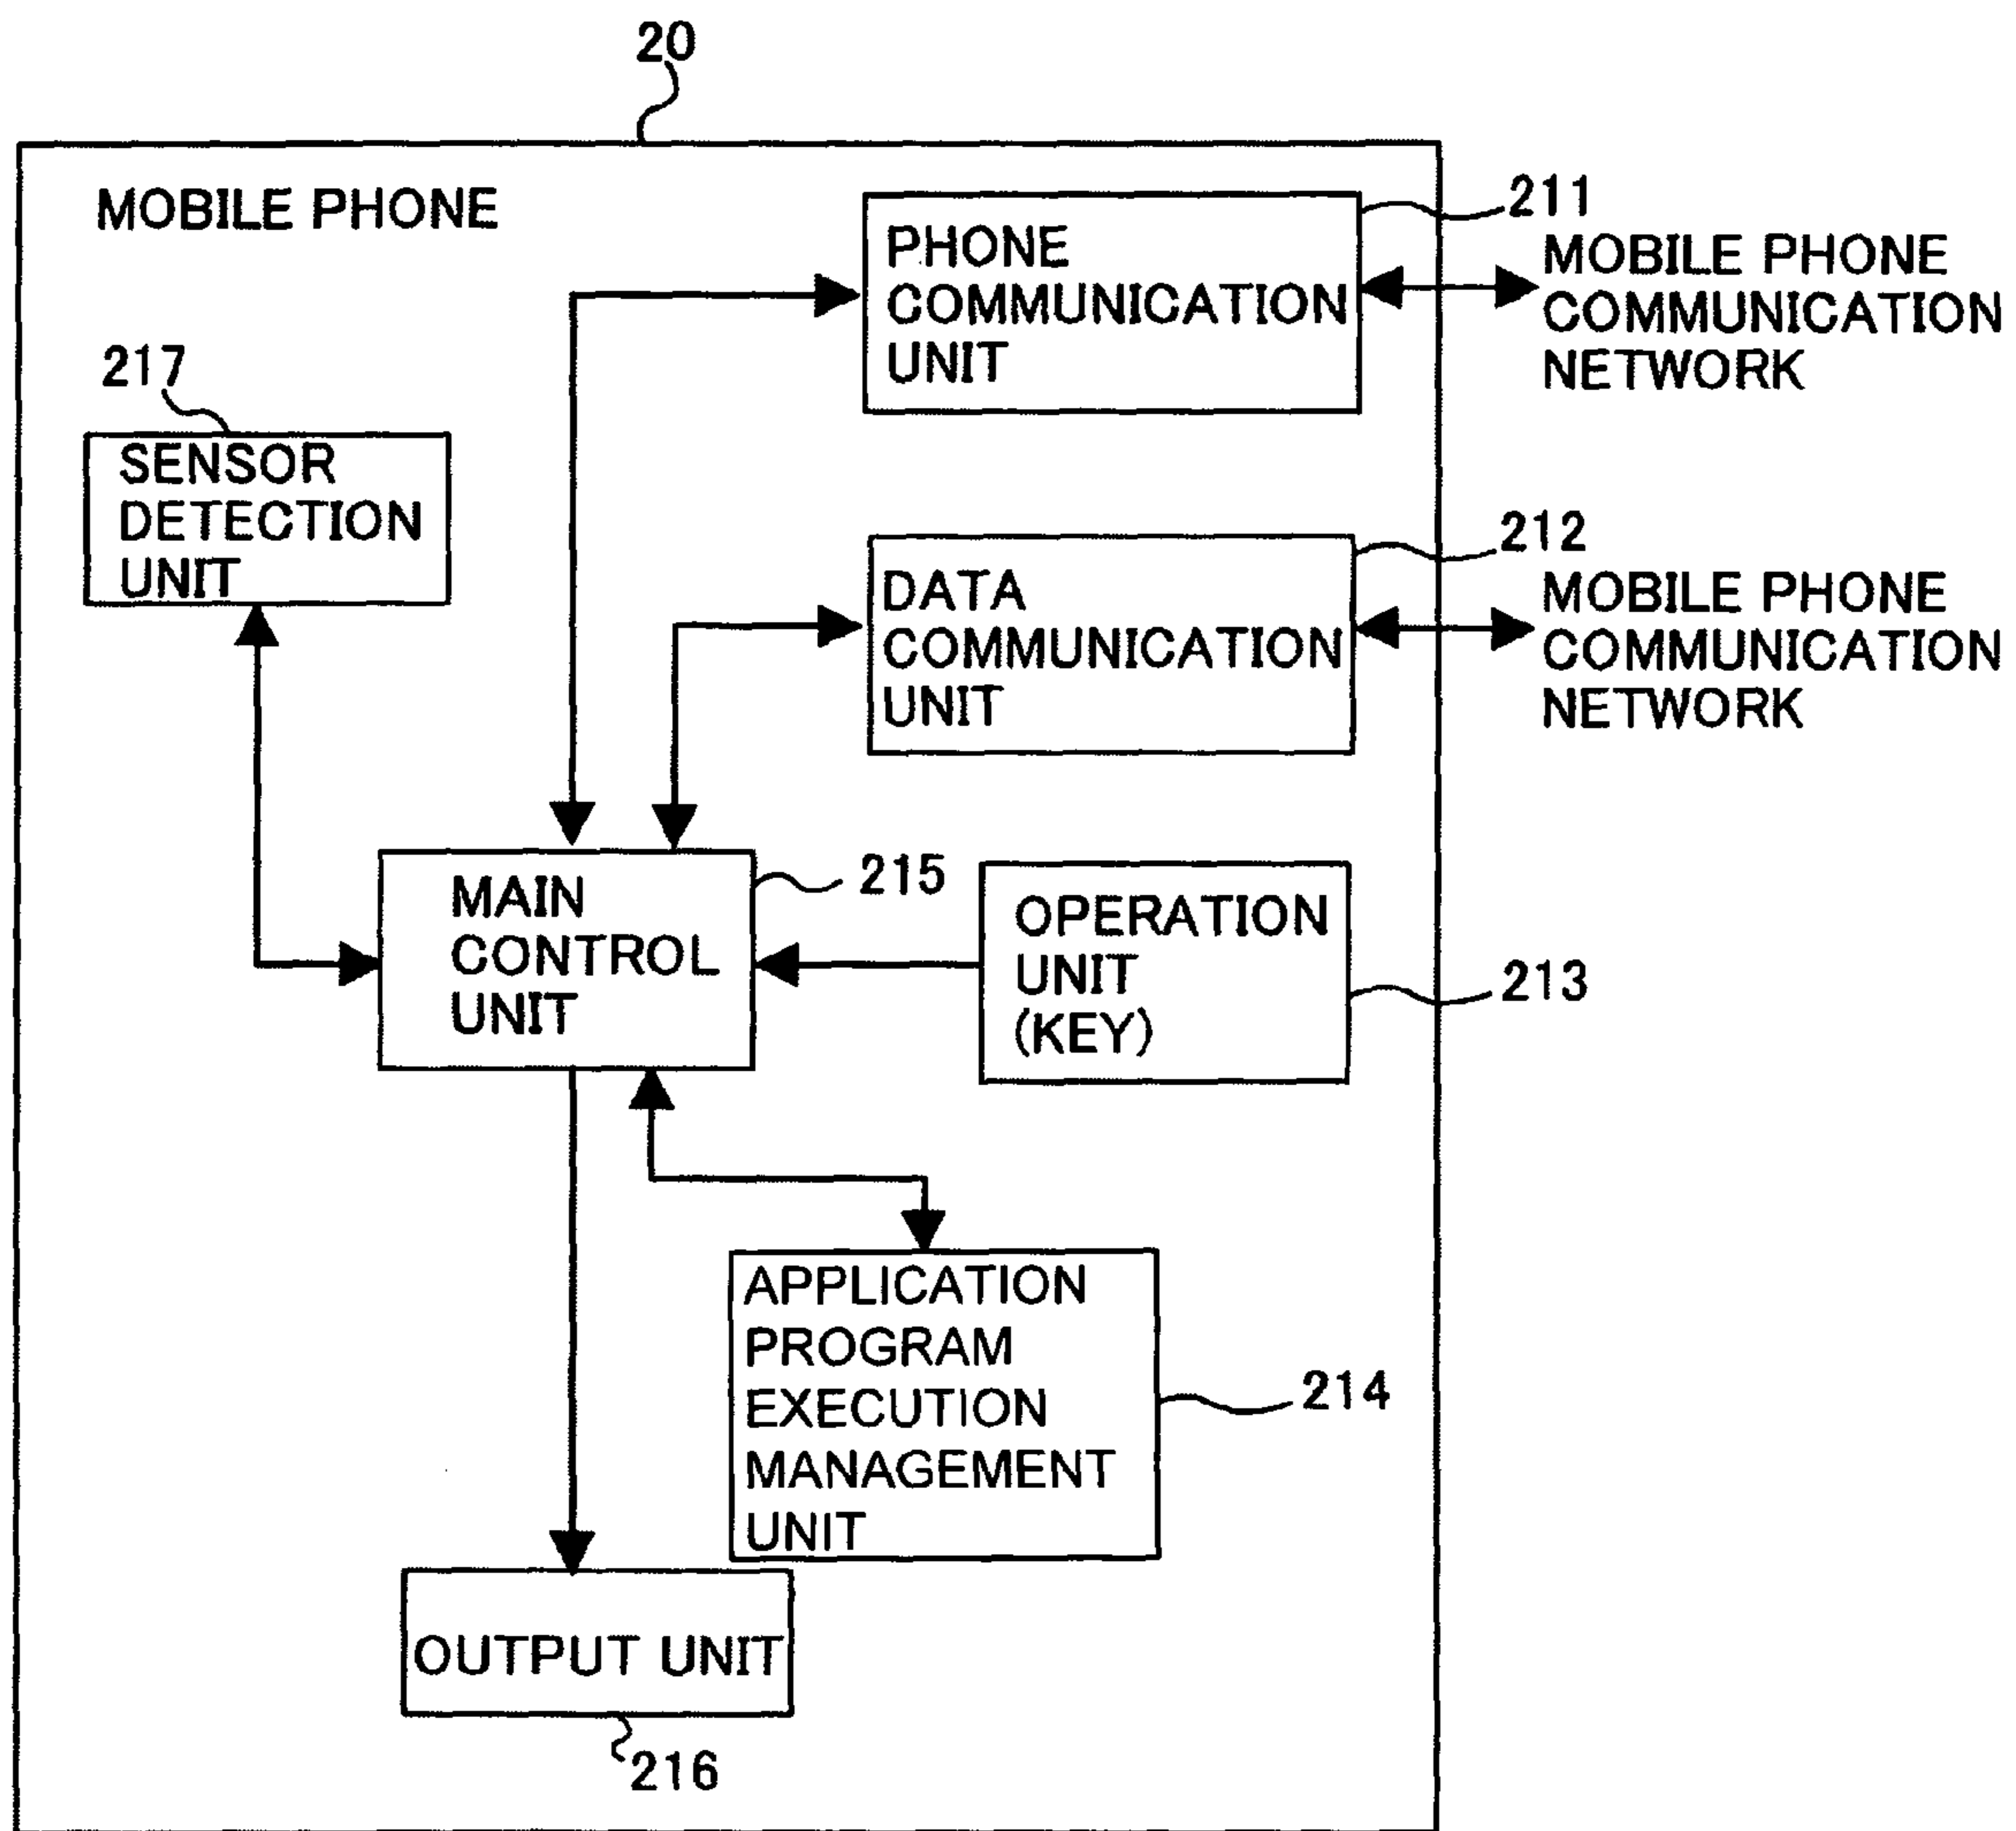 20
MOBILE PHONE
PHONE
COMMUNICATION
UNIT
211
MOBILE PHONE
COMMUNICATION
NETWORK
217
SENSOR
DETECTION
UNIT
DATA
COMMUNICATION
UNIT
212
MOBILE PHONE
COMMUNICATION
NETWORK
MAIN
CONTROL
UNIT
215
OPERATION
UNIT
(KEY)
213
APPLICATION
PROGRAM
EXECUTION
MANAGEMENT
UNIT
214
OUTPUT UNIT
216